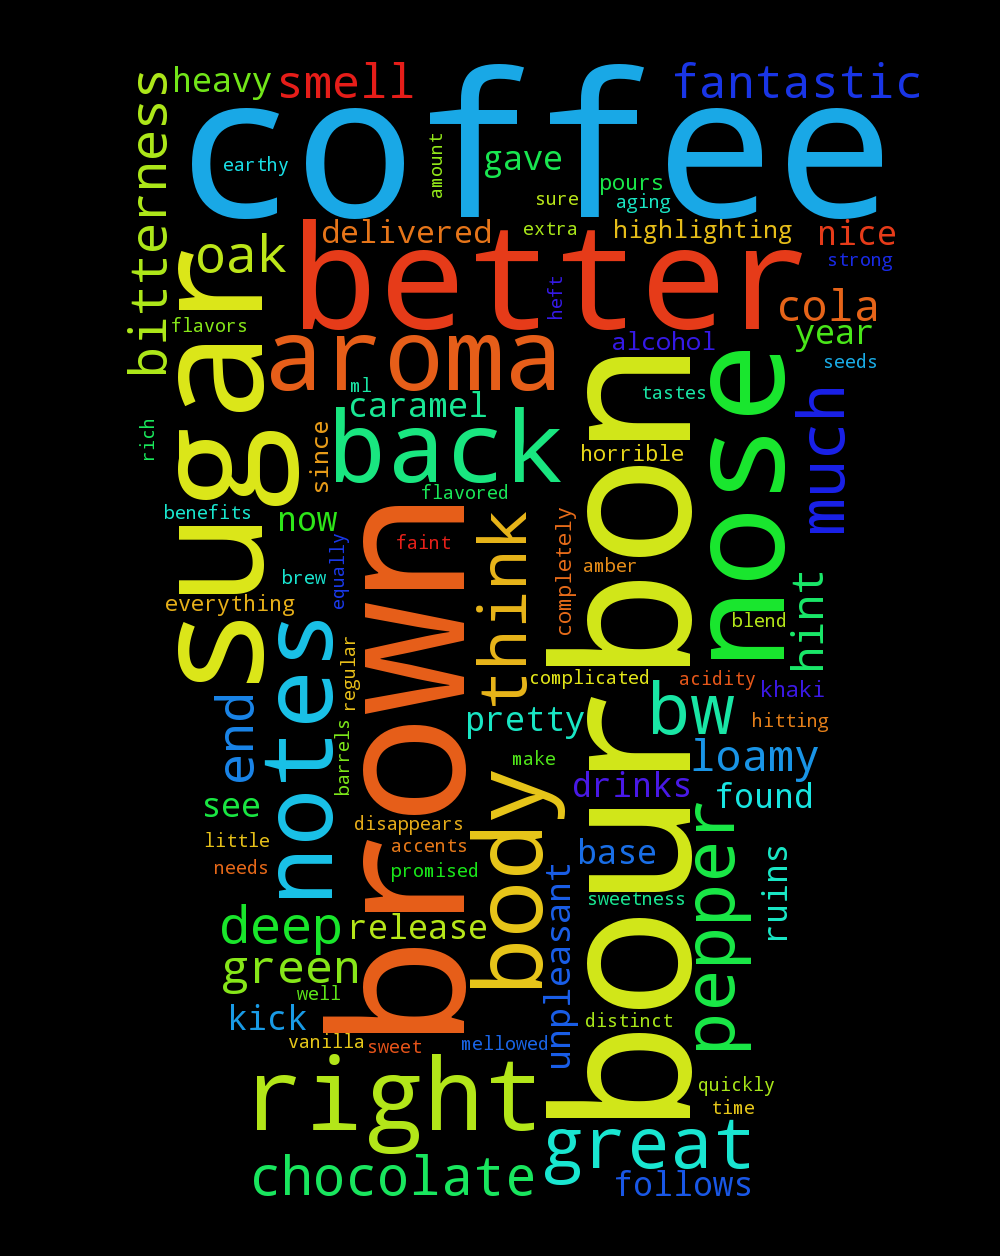 coffee
heavy
smell
fantastic
bitterness
earthy
amount
gave
pours
sure
aging
delivered
extra
highlighting
nice
strong
oak
better
heft
cola
flavors
sugar
aroma
alcohol
year
seeds
ml
caramel
tastes
much
rich
since
back
horrible
bourbon
nose
flavored
benefits
now
faint
think
completely
amber
equally
brew
everything
brown
blend
hint
notes
regular
complicated
acidity
khaki
end
pretty
bw
hitting
barrels
make
loamy
drinks
found
see
body
disappears
little
accents
base
pepper
ruins
needs
promised
sweetness
unpleasant
deep
release
green
well
kick
distinct
vanilla
sweet
mellowed
right
quickly
time
great
chocolate
follows